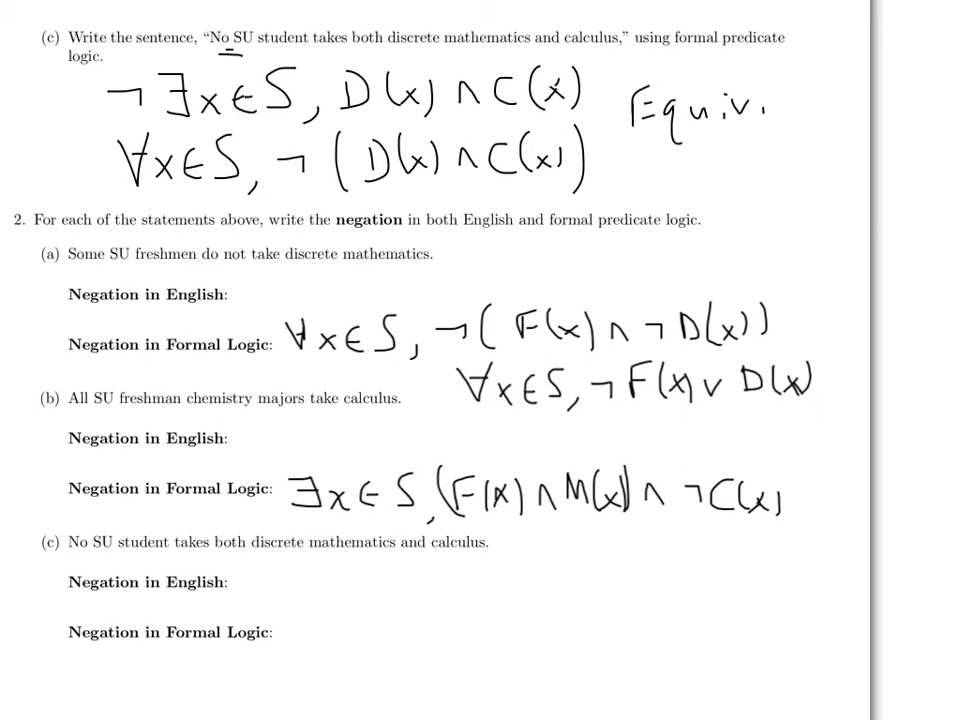 (c) Write the sentence, “No SU student takes both discrete mathematics and calculus,” using formal predicate
logic.
¬∃x∈S, D(x)∧C(x) Equiv.
∀x∈S, ¬(D(x)∧C(x))
2. For each of the statements above, write the negation in both English and formal predicate logic.
(a) Some SU freshmen do not take discrete mathematics.
Negation in English:
Negation in Formal Logic: ∀x∈S, ¬(F(x)∧¬D(x))
∀x∈S, ¬F(x)∨D(x)
(b) All SU freshman chemistry majors take calculus.
Negation in English:
Negation in Formal Logic: ∃x∈S, (F(x)∧M(x))∧¬C(x)
(c) No SU student takes both discrete mathematics and calculus.
Negation in English:
Negation in Formal Logic: